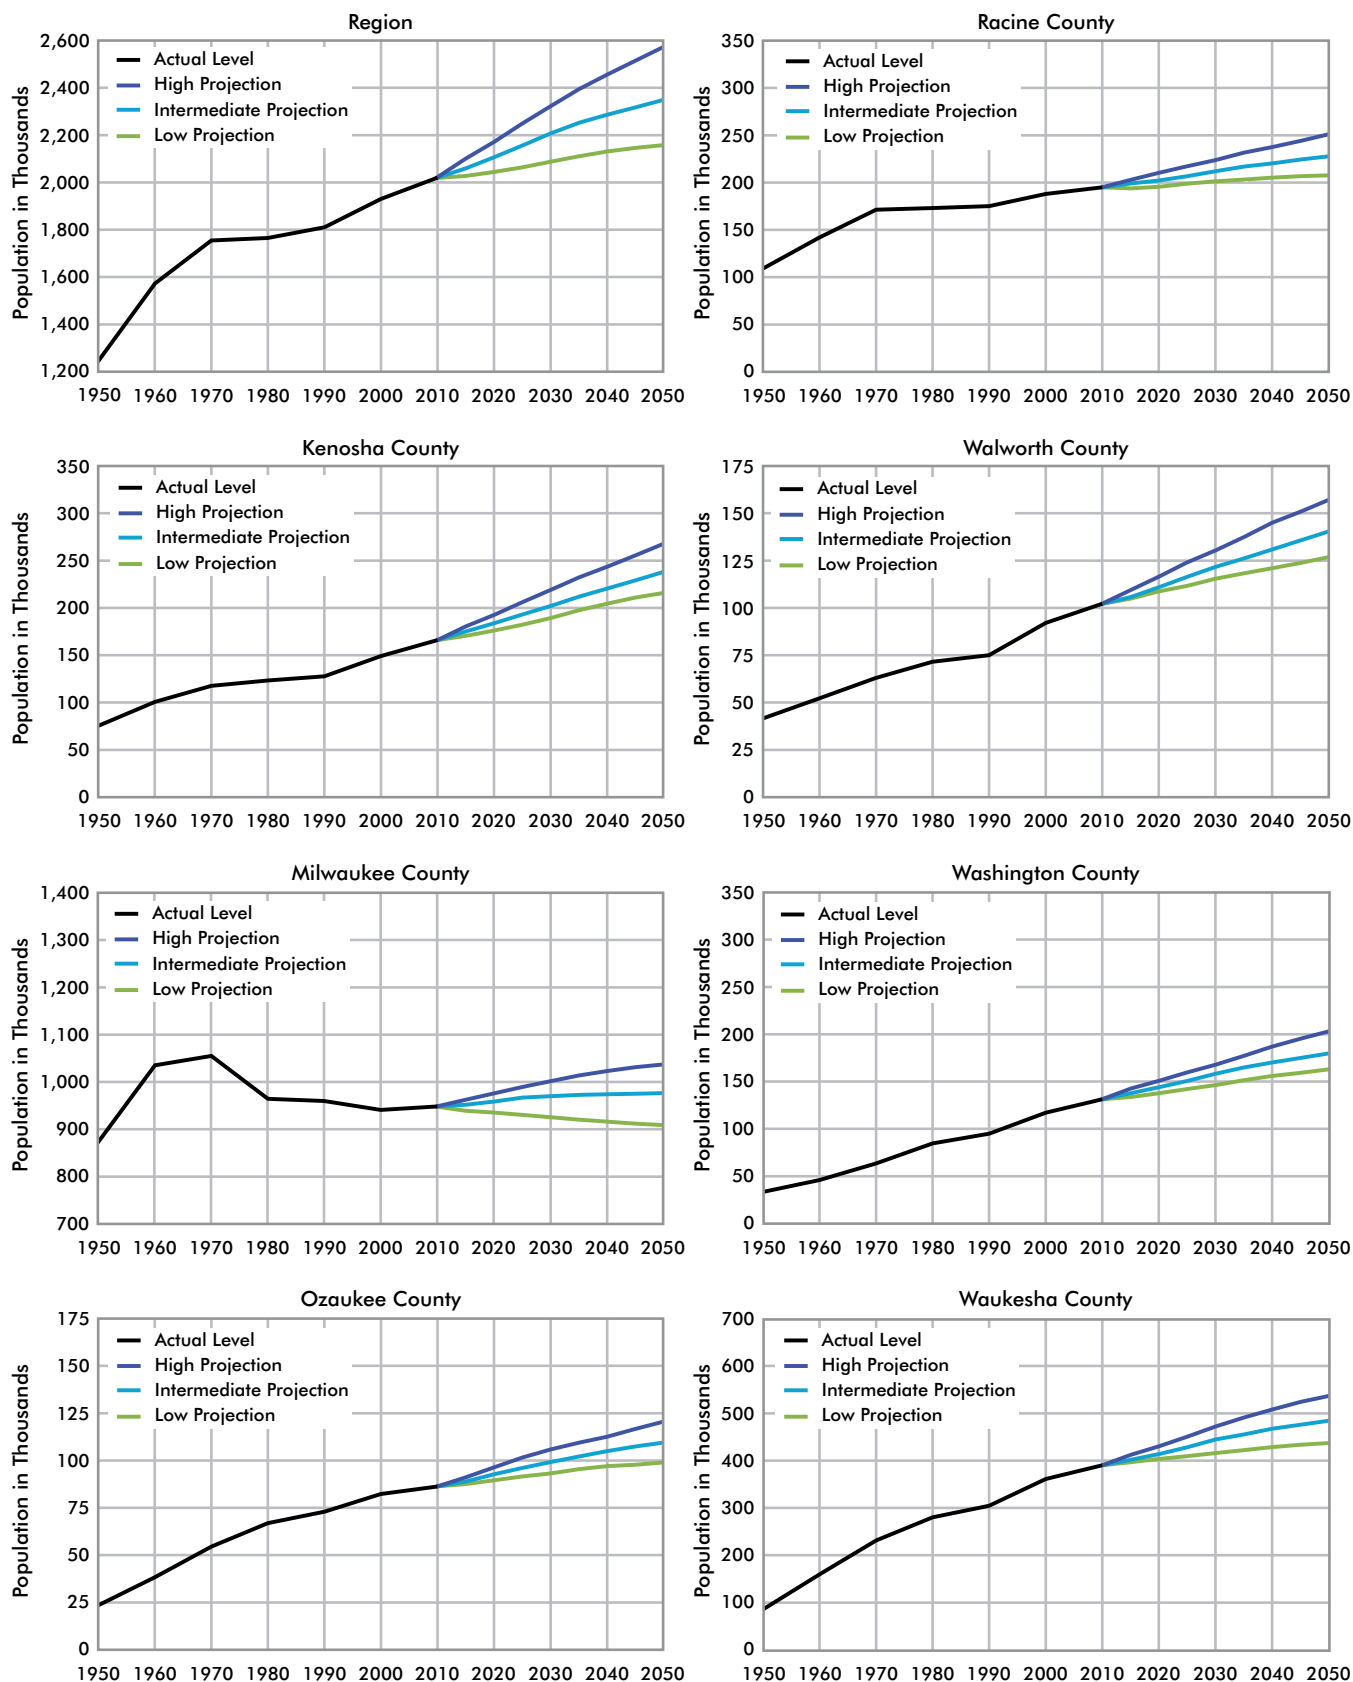 Region
Population in Thousands
2,600
2,400
2,200
2,000
1,800
1,600
1,400
1,200
Actual Level
High Projection
Intermediate Projection
Low Projection
1950 1960 1970 1980 1990 2000 2010 2020 2030 2040 2050
Racine County
Population in Thousands
350
300
250
200
150
100
50
0
Actual Level
High Projection
Intermediate Projection
Low Projection
1950 1960 1970 1980 1990 2000 2010 2020 2030 2040 2050
Kenosha County
Population in Thousands
350
300
250
200
150
100
50
0
Actual Level
High Projection
Intermediate Projection
Low Projection
1950 1960 1970 1980 1990 2000 2010 2020 2030 2040 2050
Walworth County
Population in Thousands
175
150
125
100
75
50
25
0
Actual Level
High Projection
Intermediate Projection
Low Projection
1950 1960 1970 1980 1990 2000 2010 2020 2030 2040 2050
Milwaukee County
Population in Thousands
1,400
1,300
1,200
1,100
1,000
900
800
700
Actual Level
High Projection
Intermediate Projection
Low Projection
1950 1960 1970 1980 1990 2000 2010 2020 2030 2040 2050
Washington County
Population in Thousands
350
300
250
200
150
100
50
0
Actual Level
High Projection
Intermediate Projection
Low Projection
1950 1960 1970 1980 1990 2000 2010 2020 2030 2040 2050
Ozaukee County
Population in Thousands
175
150
125
100
75
50
25
0
Actual Level
High Projection
Intermediate Projection
Low Projection
1950 1960 1970 1980 1990 2000 2010 2020 2030 2040 2050
Waukesha County
Population in Thousands
700
600
500
400
300
200
100
0
Actual Level
High Projection
Intermediate Projection
Low Projection
1950 1960 1970 1980 1990 2000 2010 2020 2030 2040 2050